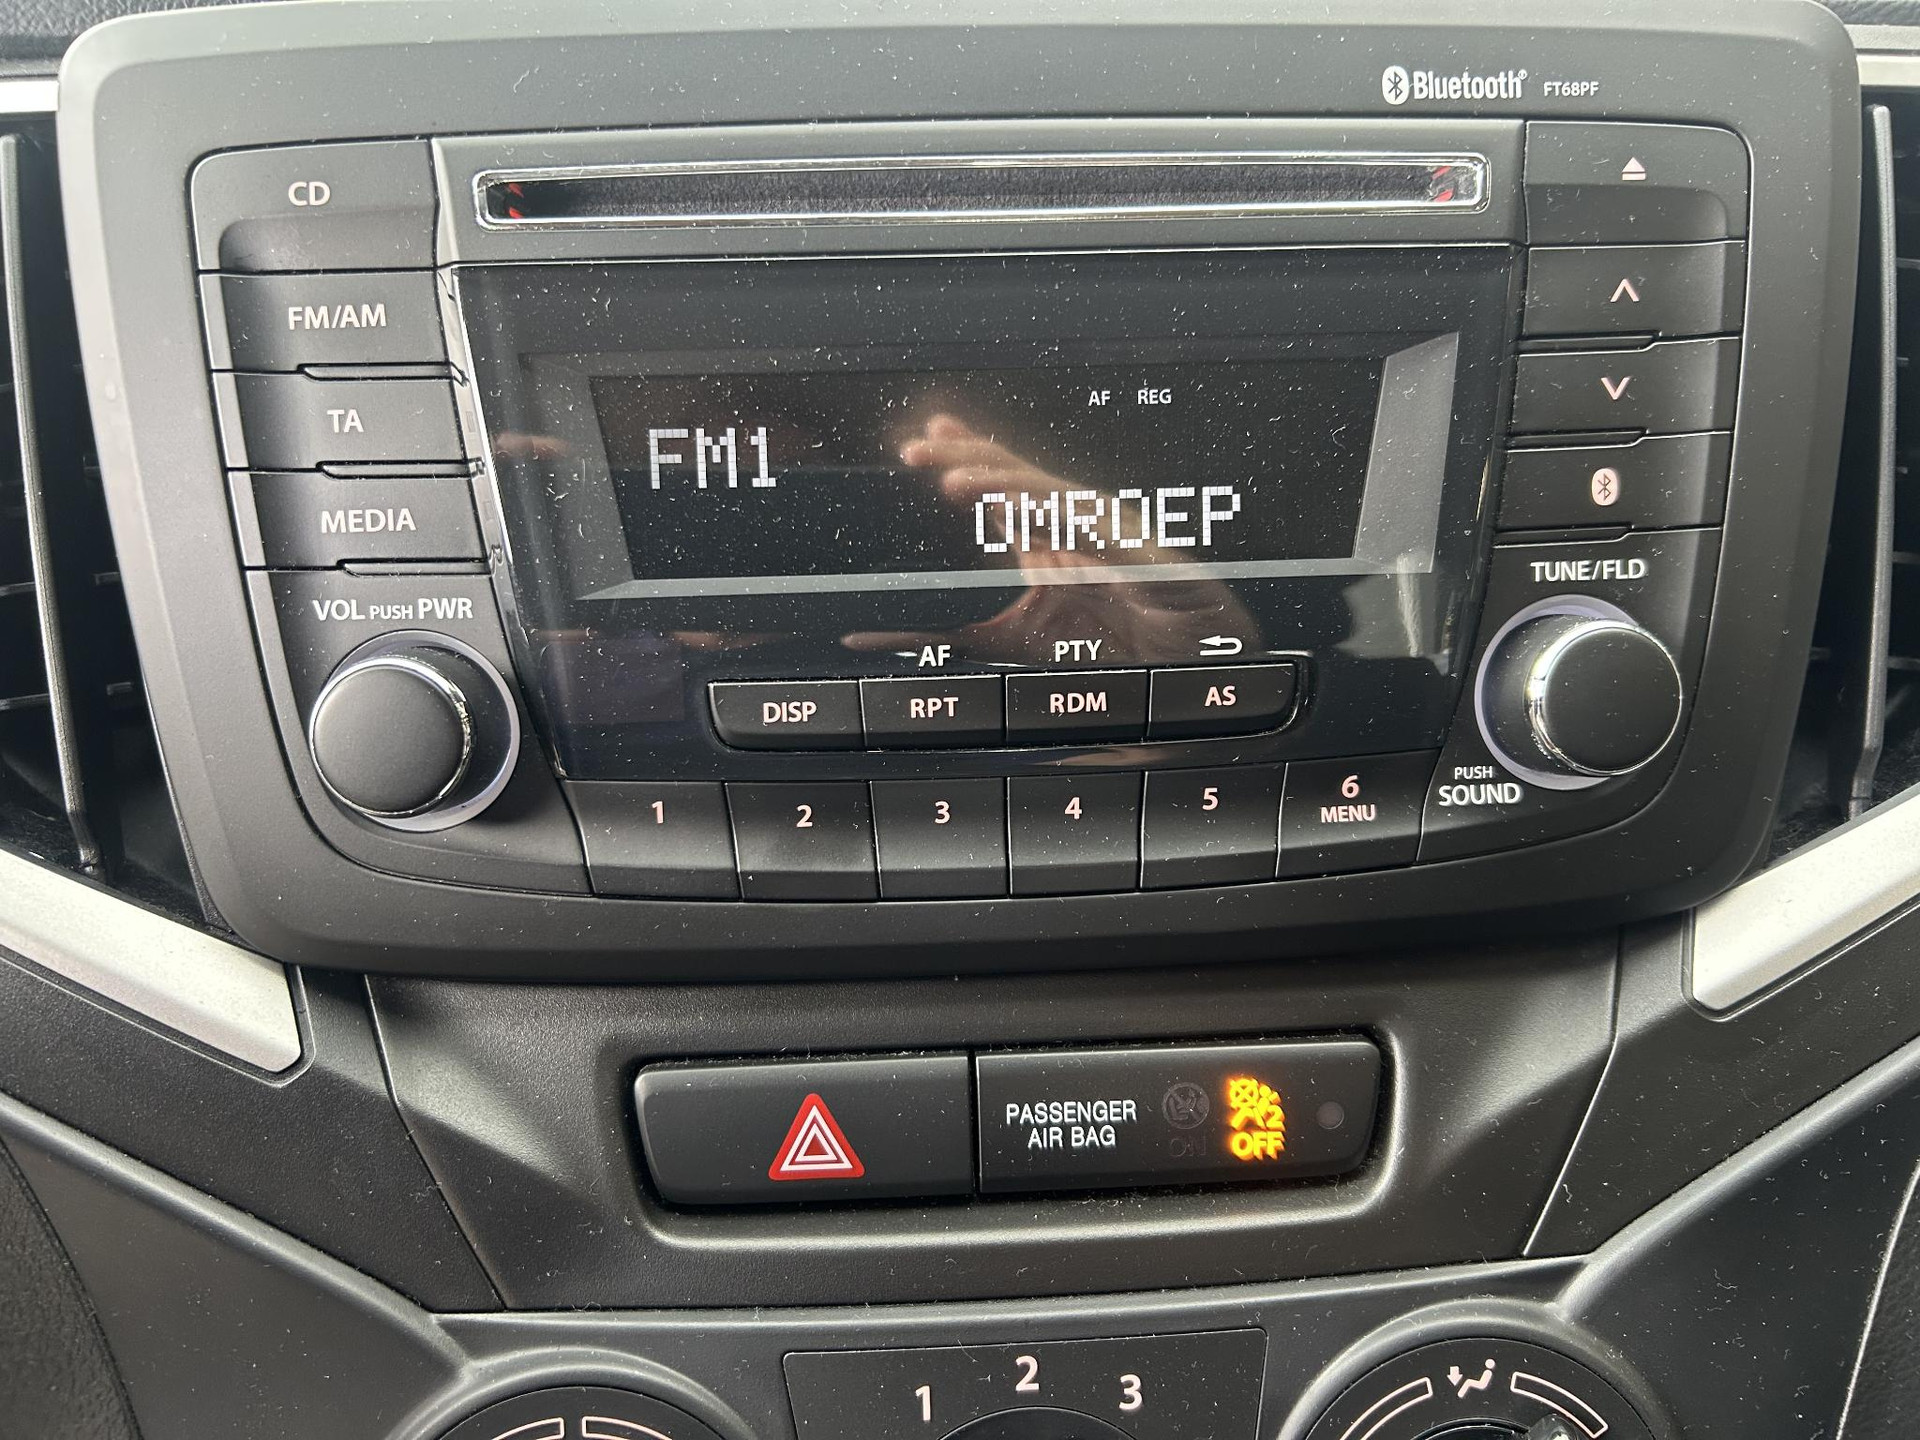 Bluetooth® FT68PF
CD
FM/AM
TA
MEDIA
VOL PUSH PWR
AF REG
FM1
OMROEP
AF PTY
DISP RPT RDM AS
1 2 3 4 5 6
MENU
TUNE/FLD
PUSH
SOUND
PASSENGER
AIR BAG
ON
2
OFF
1 2 3